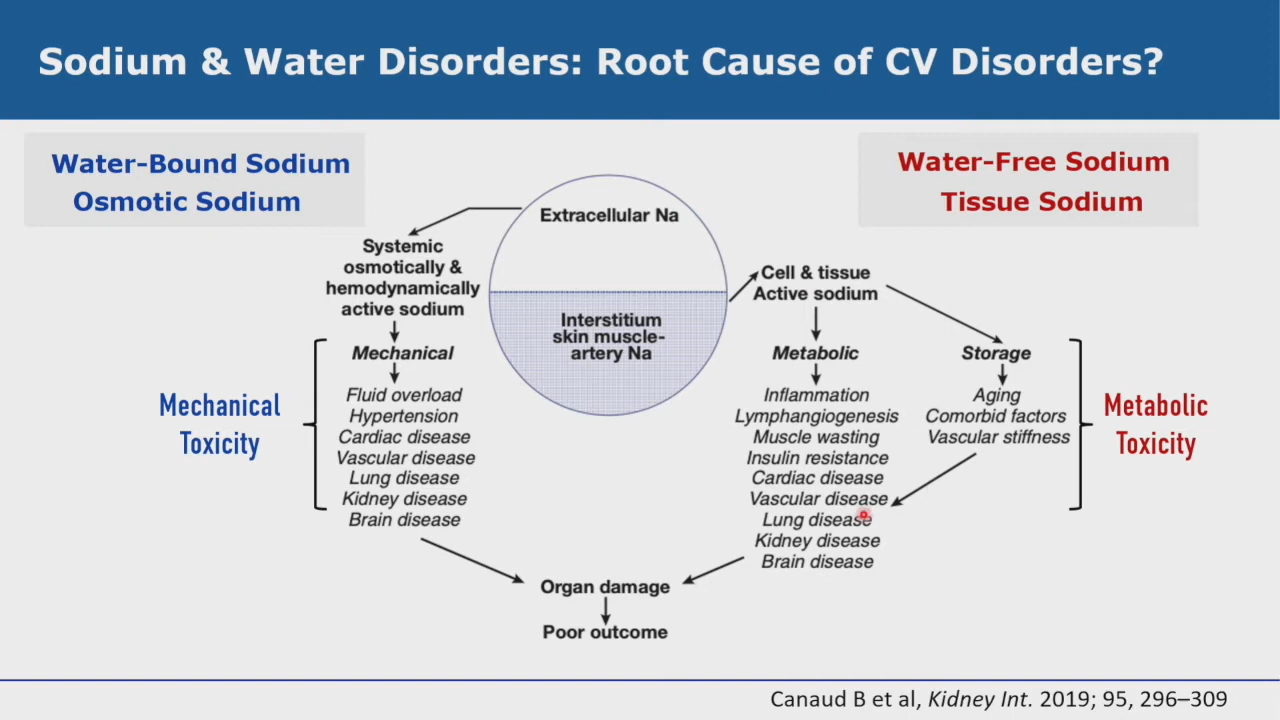 Sodium & Water Disorders: Root Cause of CV Disorders?
Water-Bound Sodium
Osmotic Sodium
Water-Free Sodium
Tissue Sodium
Extracellular Na
Interstitium
skin muscle-
artery Na
Systemic
osmotically &
hemodynamically
active sodium
Mechanical
Fluid overload
Hypertension
Cardiac disease
Vascular disease
Lung disease
Kidney disease
Brain disease
Mechanical
Toxicity
Cell & tissue
Active sodium
Metabolic
Inflammation
Lymphangiogenesis
Muscle wasting
Insulin resistance
Cardiac disease
Vascular disease
Lung disease
Kidney disease
Brain disease
Storage
Aging
Comorbid factors
Vascular stiffness
Metabolic
Toxicity
Organ damage
Poor outcome
Canaud B et al, Kidney Int. 2019; 95, 296–309